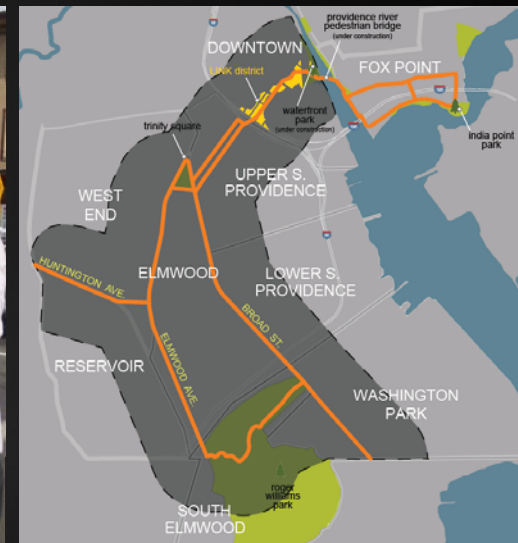 providence river
pedestrian bridge
(under construction)
DOWNTOWN
FOX POINT
LINK district
waterfront
park
(under construction)
trinity square
india point
park
UPPER S.
PROVIDENCE
WEST
END
HUNTINGTON AVE.
ELMWOOD
LOWER S.
PROVIDENCE
BROAD ST.
ELMWOOD AVE.
RESERVOIR
WASHINGTON
PARK
roger
williams
park
SOUTH
ELMWOOD